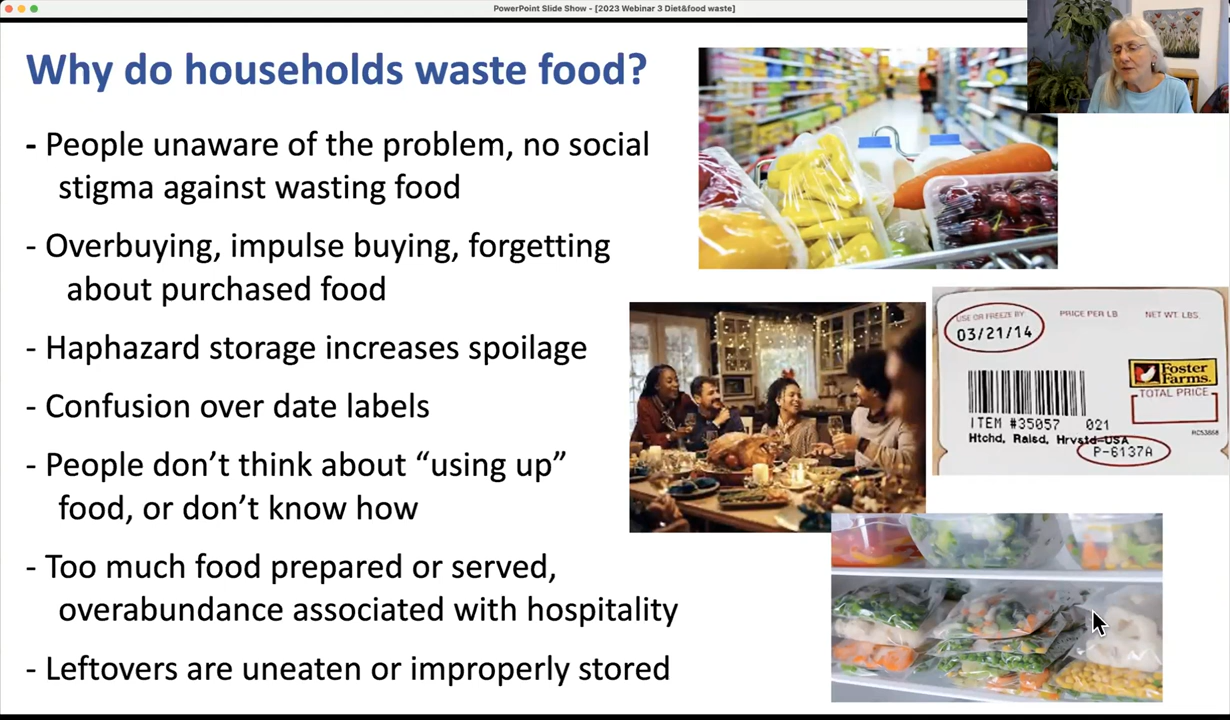 PowerPoint Slide Show - [2023 Webinar 3 Diet&food waste]
Why do households waste food?
- People unaware of the problem, no social
stigma against wasting food
- Overbuying, impulse buying, forgetting
about purchased food
- Haphazard storage increases spoilage
- Confusion over date labels
- People don’t think about “using up”
food, or don’t know how
- Too much food prepared or served,
overabundance associated with hospitality
- Leftovers are uneaten or improperly stored
USE OR FREEZE BY
PRICE PER LB
NET WT. LBS.
03/21/14
Foster
Farms.
TOTAL PRICE
ITEM #35057 021
RC53868
Htchd, Raisd, Hrvstd-USA
P-6137A